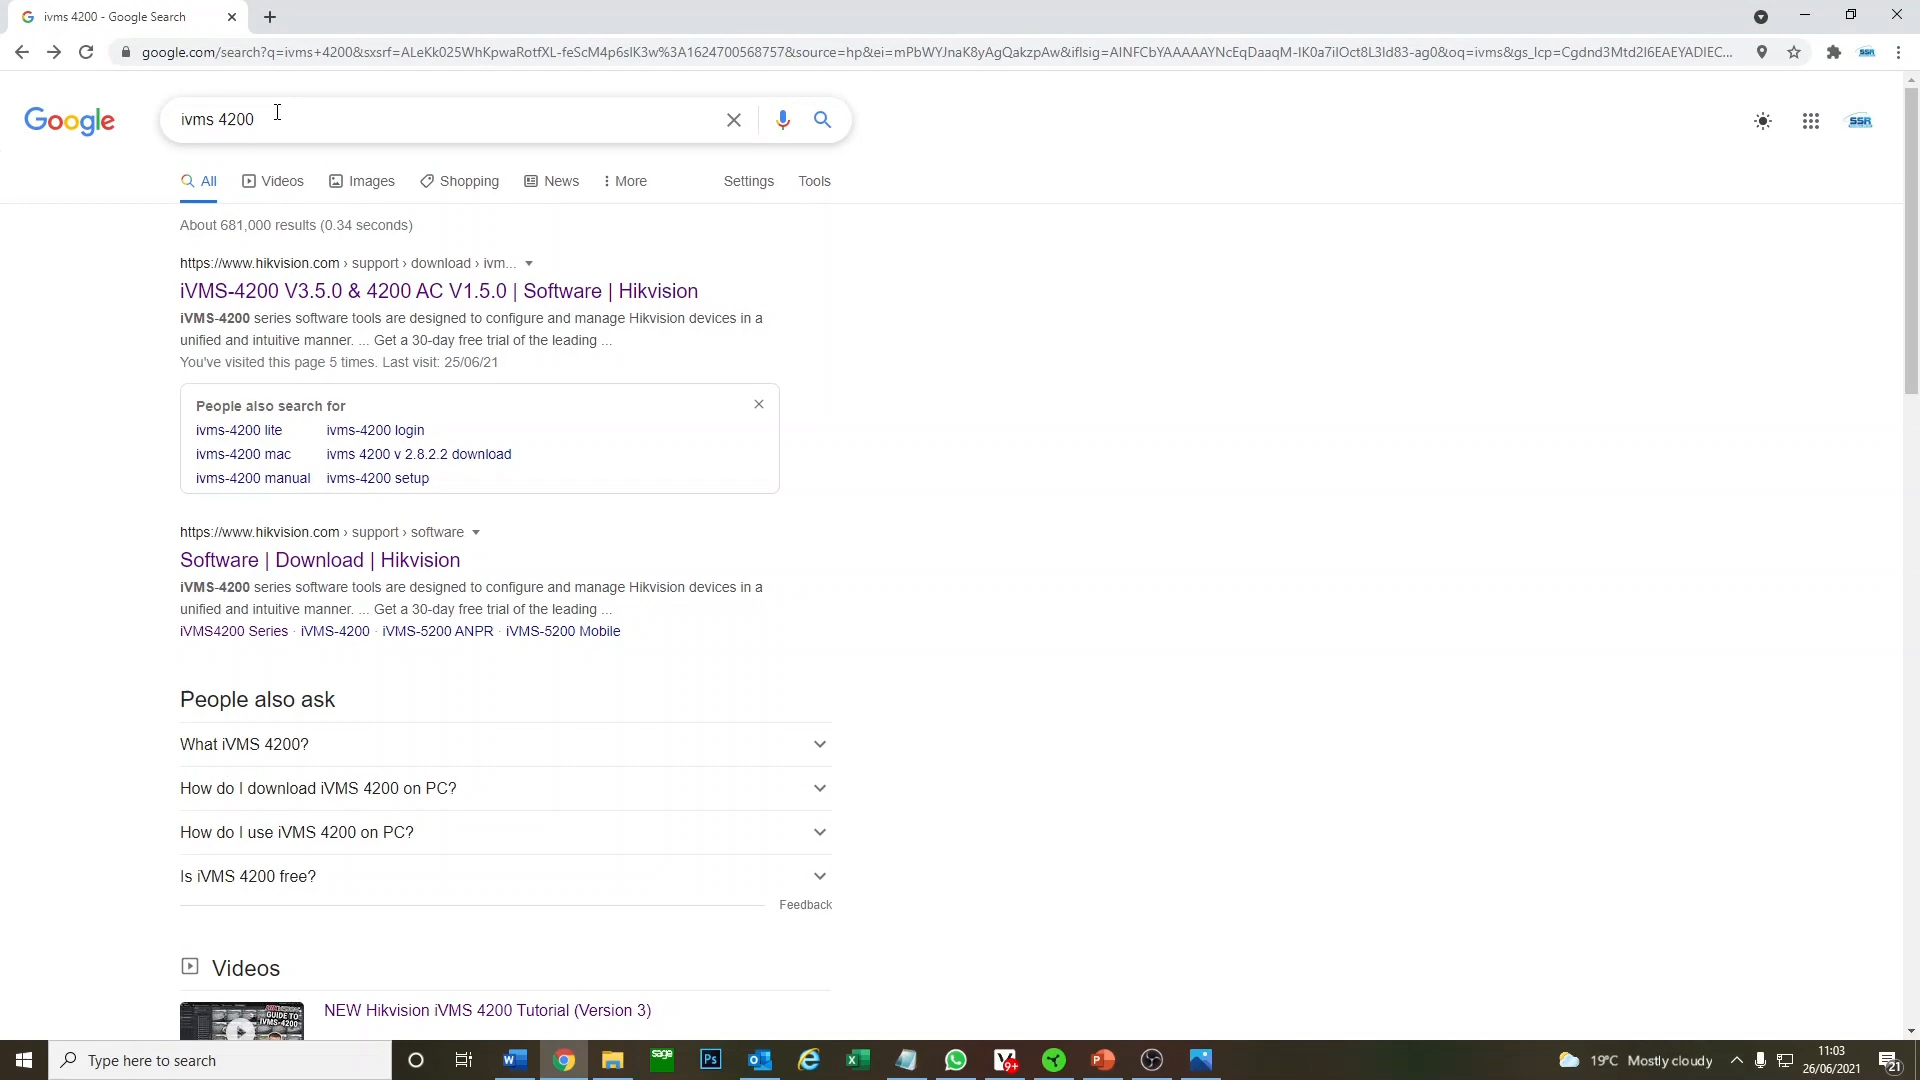 ivms 4200 - Google Search
google.com/search?q=ivms+4200&sxsrf=ALeKk025WhKpwaRotfXL-feScM4p6slK3w%3A1624700568757&source=hp&ei=mPbWYJnaK8yAgQakzpAw&iflsig=AINFCbYAAAAAYNcEqDaaqM-IK0a7ilOct8L3Id83-ag0&oq=ivms&gs_lcp=Cgdnd3Mtd2l6EAEYADIEC...
SSR
Google
ivms 4200
SSR
All Videos Images Shopping News More Settings Tools
About 681,000 results (0.34 seconds)
https://www.hikvision.com › support › download › ivm...
iVMS-4200 V3.5.0 & 4200 AC V1.5.0 | Software | Hikvision
iVMS-4200 series software tools are designed to configure and manage Hikvision devices in a
unified and intuitive manner. ... Get a 30-day free trial of the leading ...
You've visited this page 5 times. Last visit: 25/06/21
People also search for
ivms-4200 lite ivms-4200 login
ivms-4200 mac ivms 4200 v 2.8.2.2 download
ivms-4200 manual ivms-4200 setup
https://www.hikvision.com › support › software
Software | Download | Hikvision
iVMS-4200 series software tools are designed to configure and manage Hikvision devices in a
unified and intuitive manner. ... Get a 30-day free trial of the leading ...
iVMS4200 Series · iVMS-4200 · iVMS-5200 ANPR · iVMS-5200 Mobile
People also ask
What iVMS 4200?
How do I download iVMS 4200 on PC?
How do I use iVMS 4200 on PC?
Is iVMS 4200 free?
Feedback
Videos
GUIDE TO
iVMS-4200
NEW Hikvision iVMS 4200 Tutorial (Version 3)
Type here to search
sage
Ps
9+
19°C Mostly cloudy
11:03
26/06/2021
21